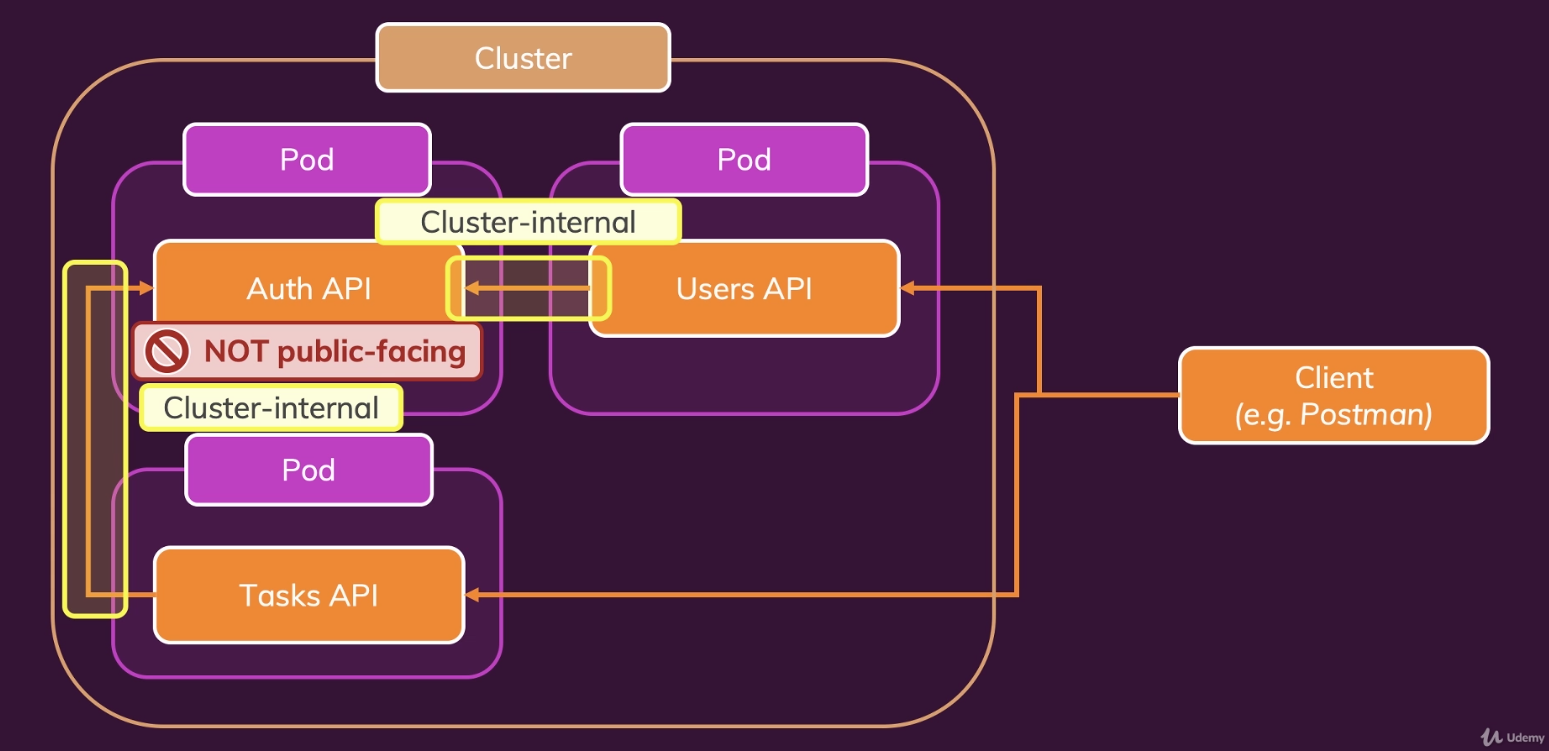 Cluster
Pod
Pod
Cluster-internal
Auth API
Users API
NOT public-facing
Client
(e.g. Postman)
Cluster-internal
Pod
Tasks API
Udemy